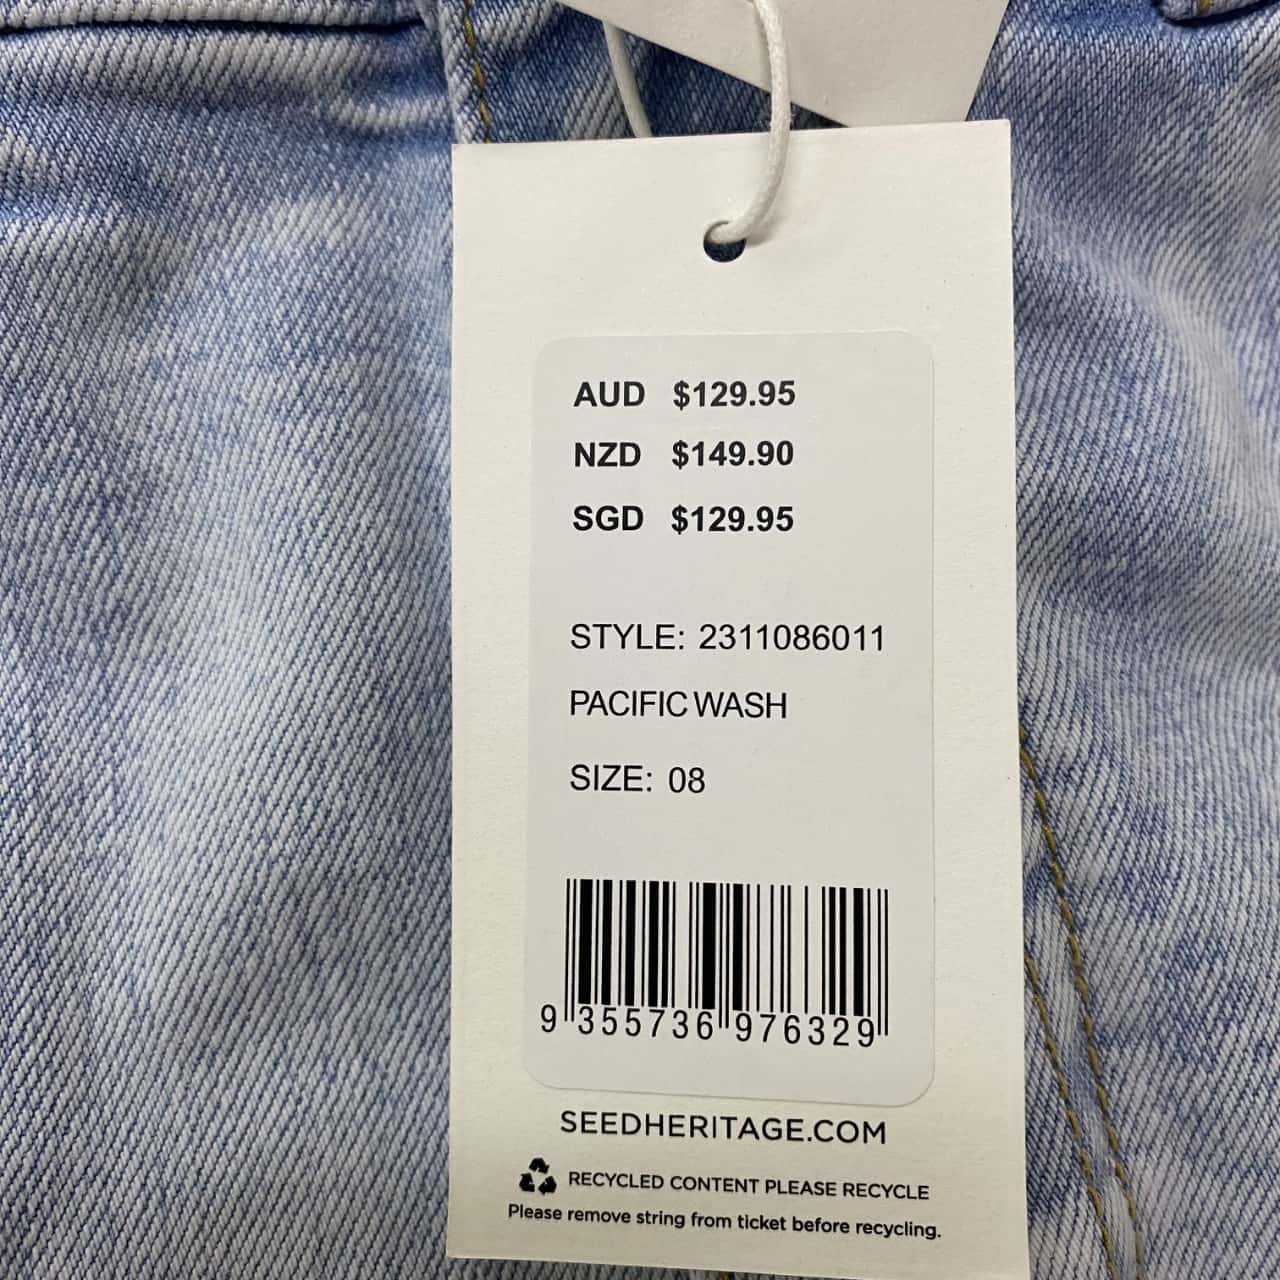 AUD $129.95
NZD $149.90
SGD $129.95
STYLE: 2311086011
PACIFIC WASH
SIZE: 08
9 355736 976329
SEEDHERITAGE.COM
RECYCLED CONTENT PLEASE RECYCLE
Please remove string from ticket before recycling.